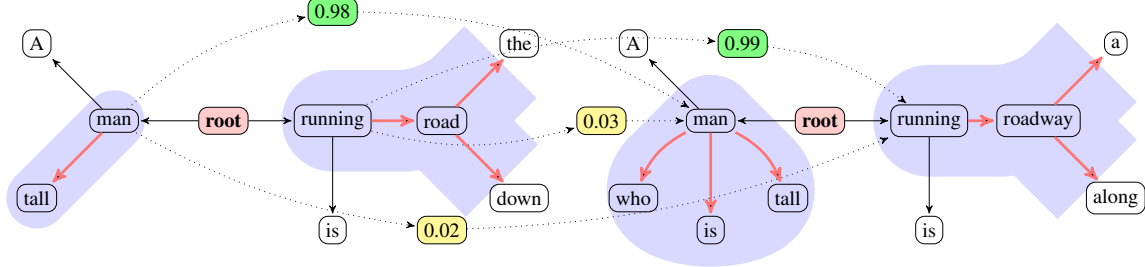 0.98
A
the
A
0.99
a
man
root
running
road
0.03
man
root
running
roadway
tall
down
who
tall
along
is
0.02
is
is